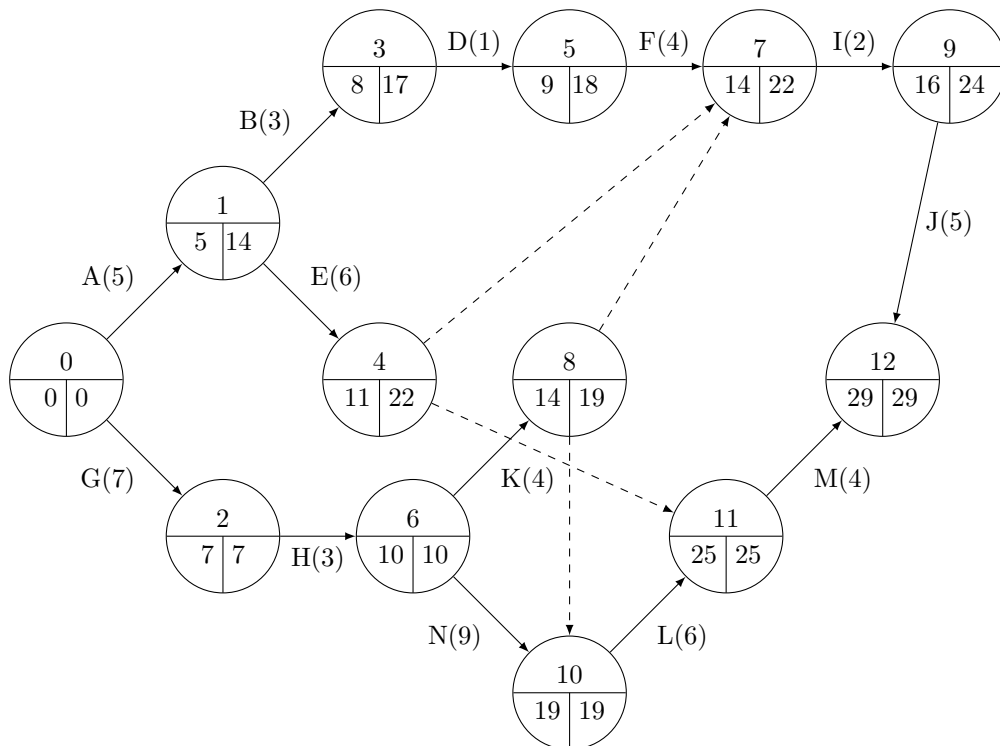 3
8 17
D(1)
5
9 18
F(4)
7
14 22
I(2)
9
16 24
B(3)
1
5 14
J(5)
A(5)
E(6)
0
0 0
4
11 22
8
14 19
12
29 29
G(7)
K(4)
M(4)
2
7 7
H(3)
6
10 10
11
25 25
N(9)
L(6)
10
19 19